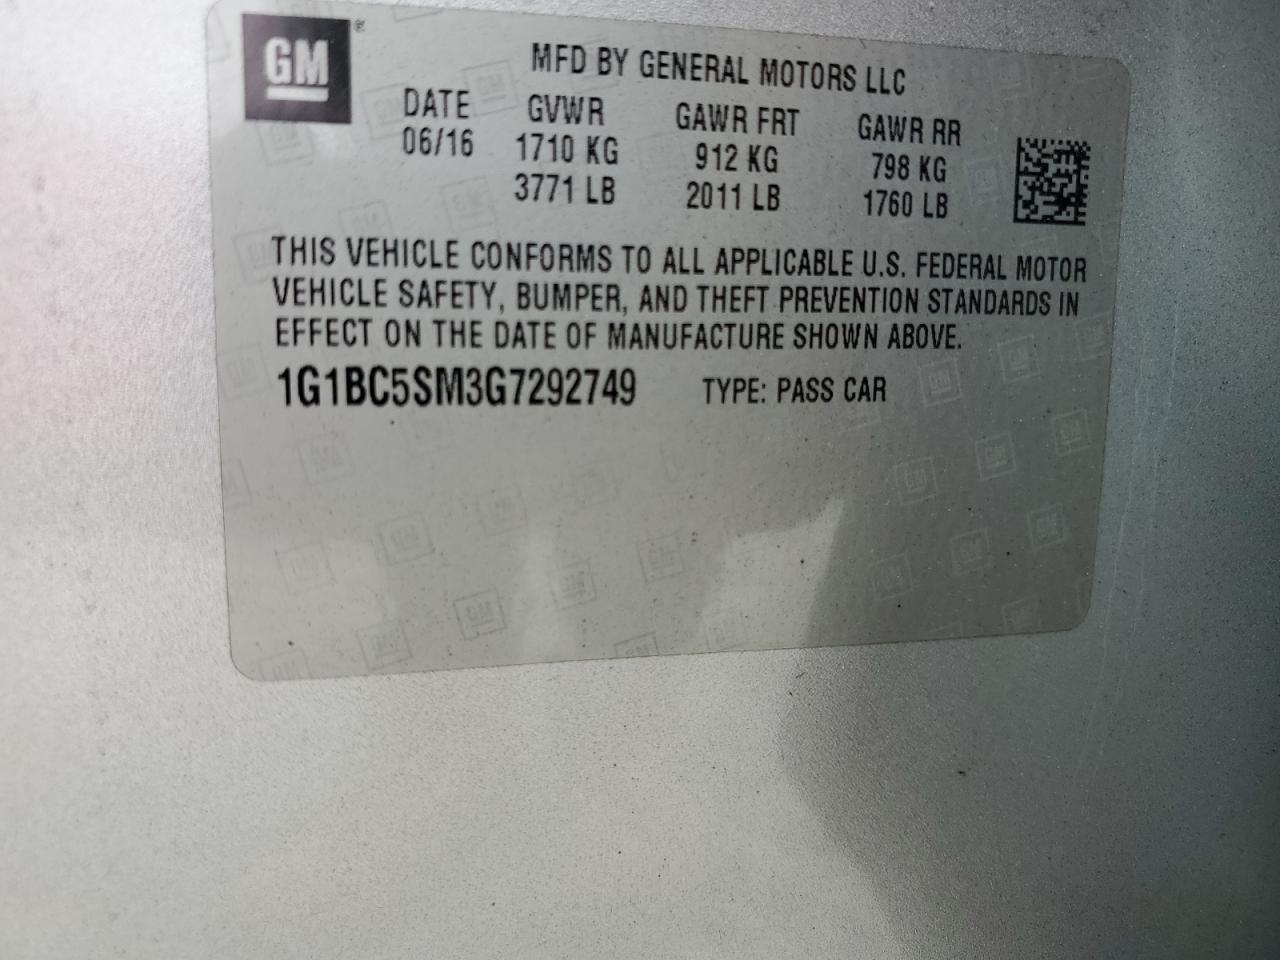 GM®
MFD BY GENERAL MOTORS LLC
DATE GVWR GAWR FRT GAWR RR
06/16 1710 KG 912 KG 798 KG
3771 LB 2011 LB 1760 LB
THIS VEHICLE CONFORMS TO ALL APPLICABLE U.S. FEDERAL MOTOR
VEHICLE SAFETY, BUMPER, AND THEFT PREVENTION STANDARDS IN
EFFECT ON THE DATE OF MANUFACTURE SHOWN ABOVE.
1G1BC5SM3G7292749 TYPE: PASS CAR